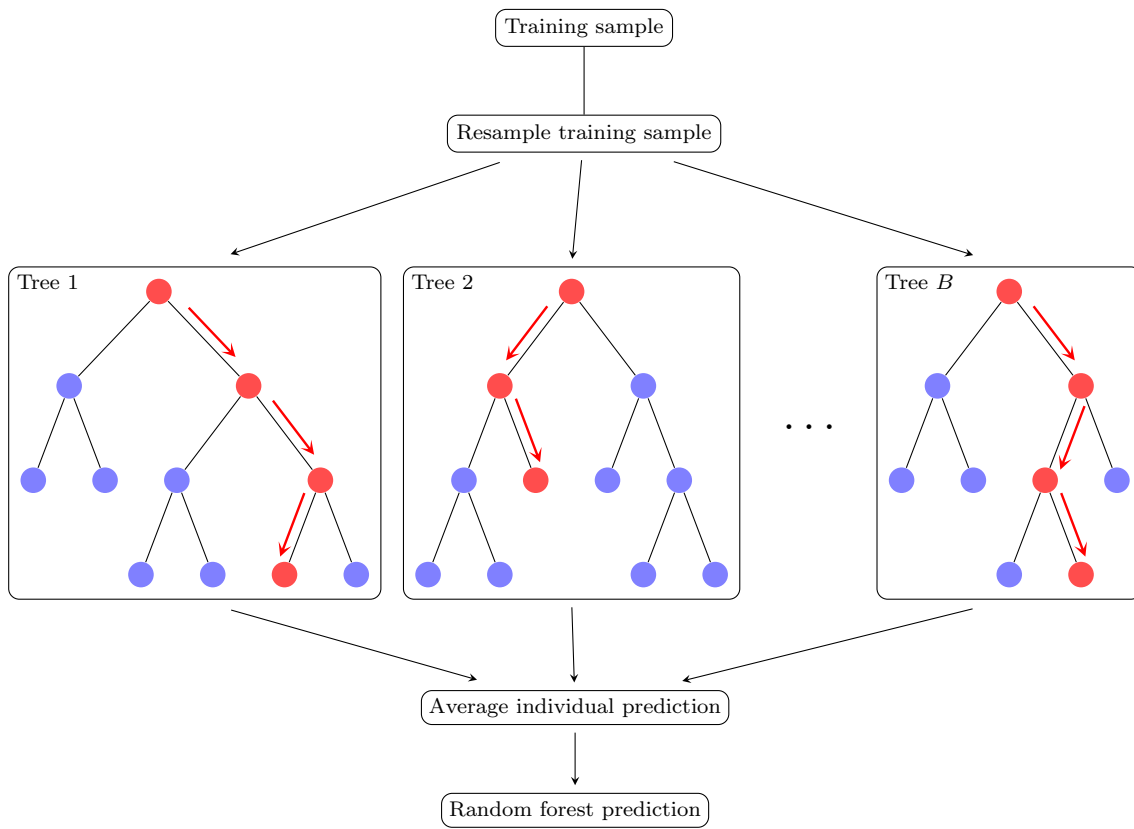 Training sample
Resample training sample
Tree 1
Tree 2
Tree B
. . .
Average individual prediction
Random forest prediction